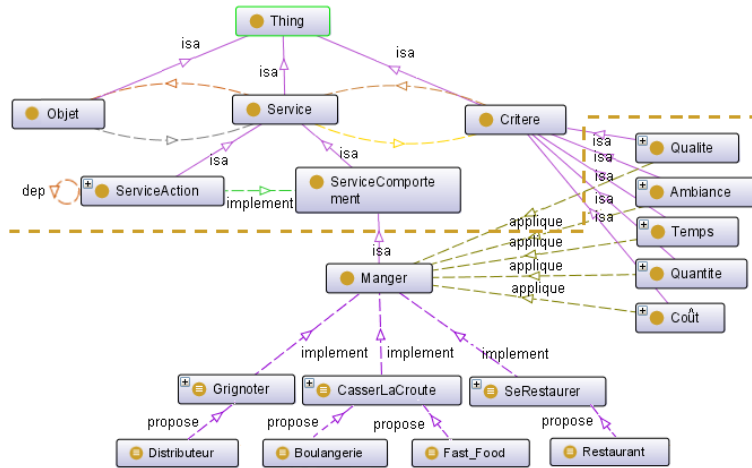 Thing
isa
isa
isa
Objet
Service
Critere
isa
isa
isa
isa
isa
isa
isa
Qualite
dep
ServiceAction
implement
ServiceComporte
ment
Ambiance
applique
Temps
isa
applique
Manger
applique
Quantite
applique
Coût
implement
implement
implement
Grignoter
CasserLaCroute
SeRestaurer
propose
propose
propose
propose
Distributeur
Boulangerie
Fast_Food
Restaurant